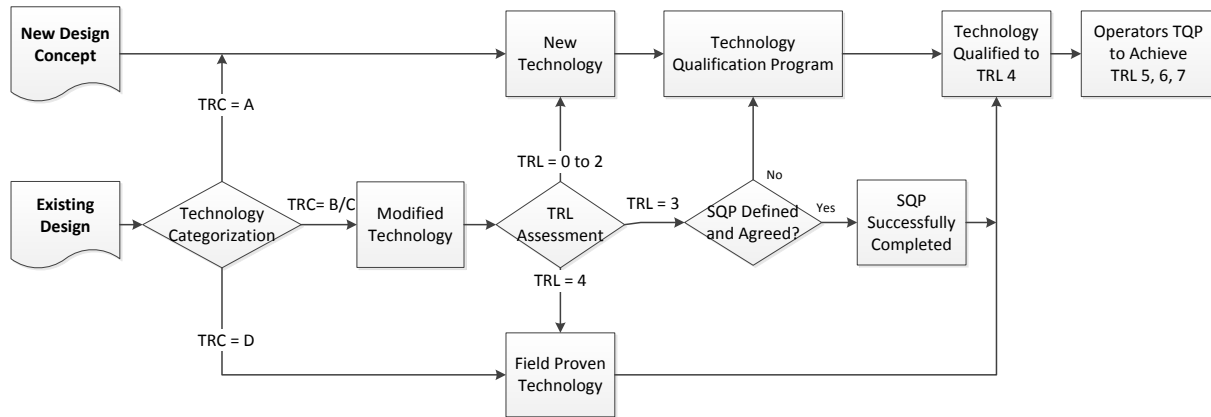 New Design
Concept
New
Technology
Technology
Qualification Program
Technology
Qualified to
TRL 4
Operators TQP
to Achieve
TRL 5, 6, 7
TRC = A
TRL = 0 to 2
No
Existing
Design
Technology
Categorization
TRC= B/C
Modified
Technology
TRL
Assessment
TRL = 3
SQP Defined
and Agreed?
Yes
SQP
Successfully
Completed
TRL = 4
TRC = D
Field Proven
Technology